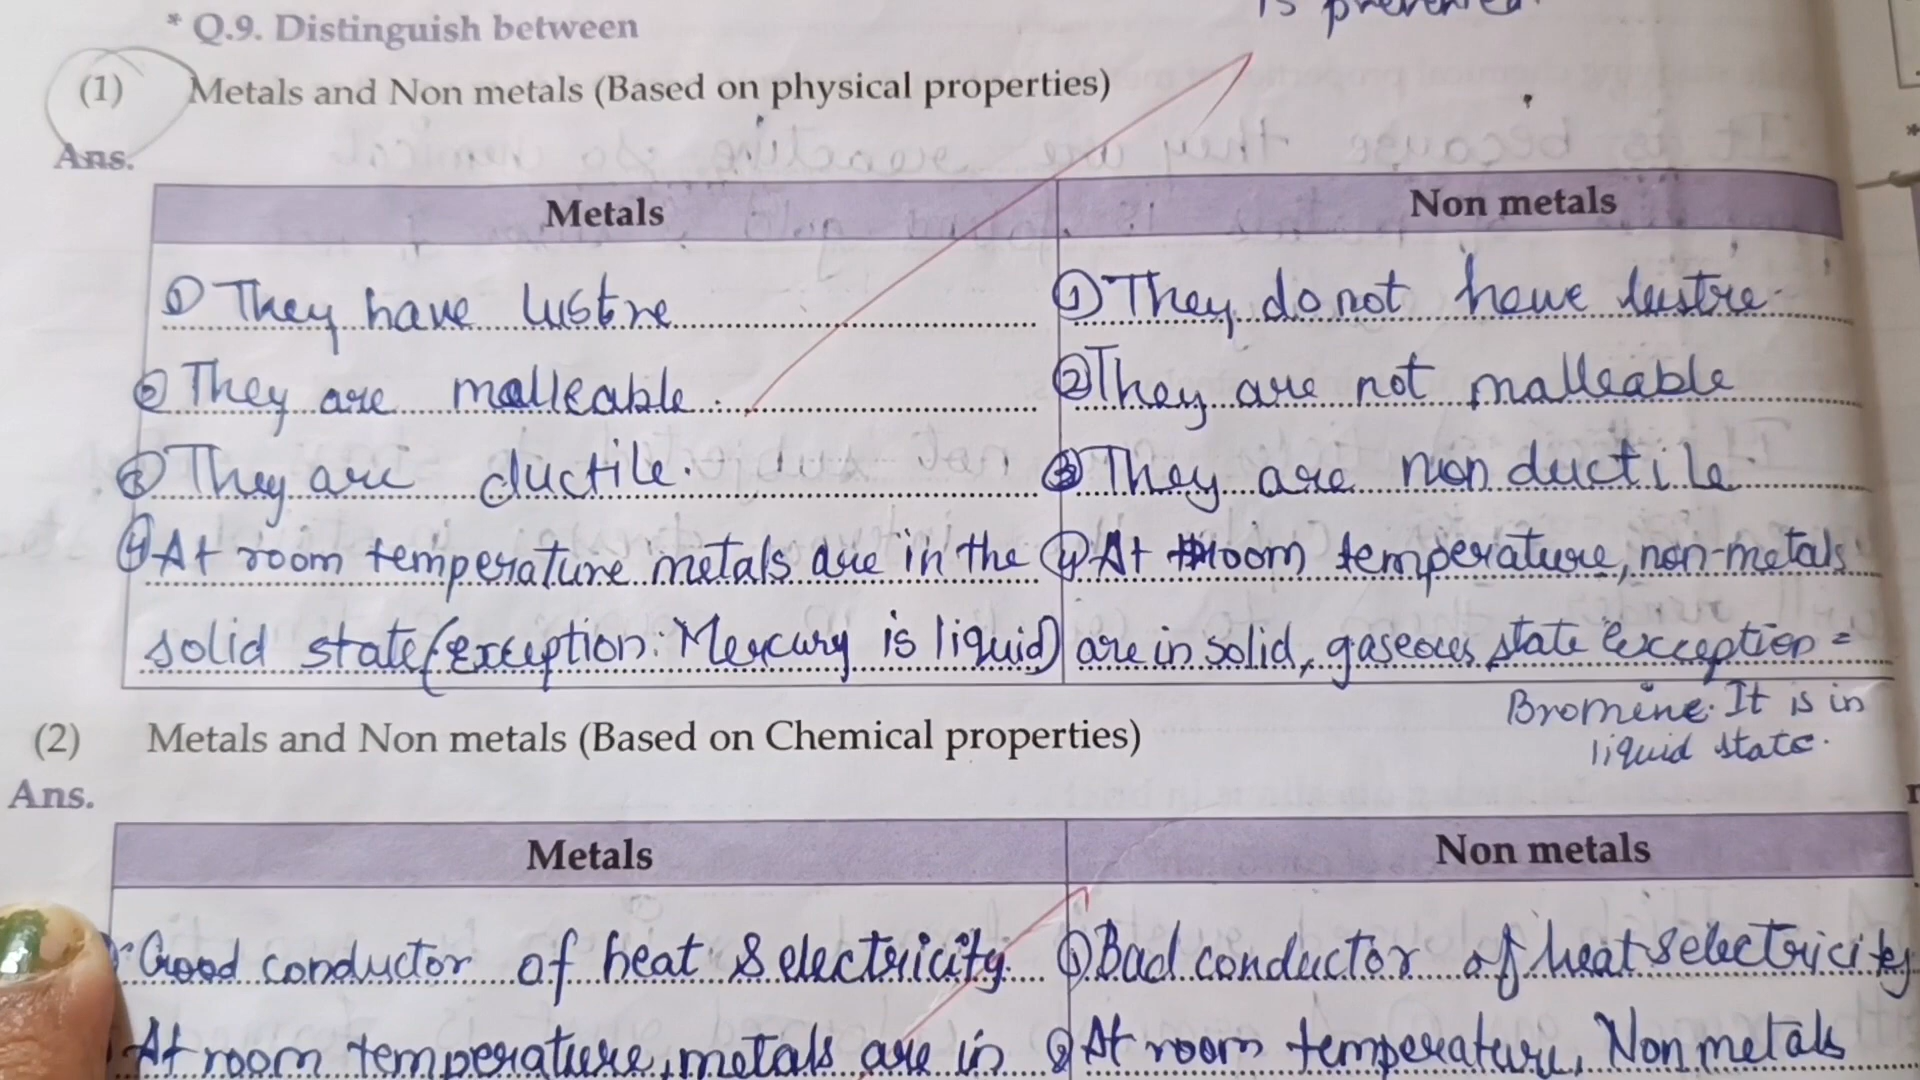 is prevented
* Q.9. Distinguish between
(1) Metals and Non metals (Based on physical properties)
Ans.
Metals Non metals
① They have lustre ① They do not have lustre.
② They are malleable. ② They are not malleable
③ They are ductile. ③ They are non ductile
④ At room temperature metals are in the ④ At room temperature, non-metals
solid state (exception: Mercury is liquid) are in solid, gaseous state exception =
Bromine. It is in
liquid state.
(2) Metals and Non metals (Based on Chemical properties)
Ans.
Metals Non metals
Good conductor of heat & electricity. ① Bad conductor of heat & electricity
At room temperature, metals are in ② At room temperature, Non metals